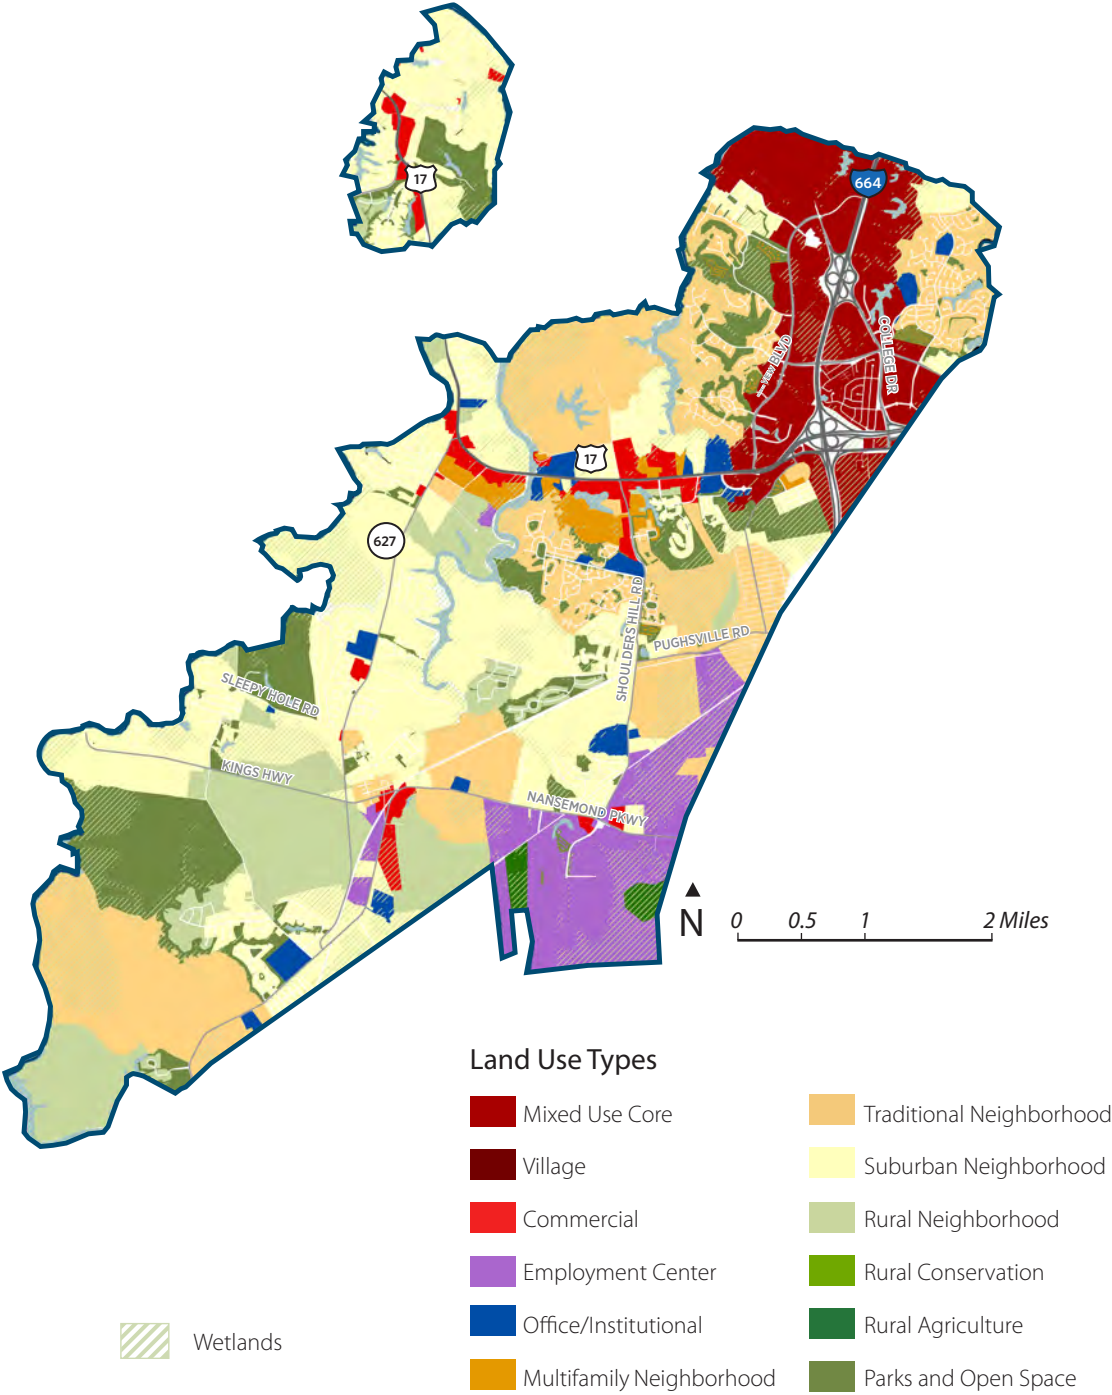 17
664
COLLEGE DR
VIEW BLVD
17
627
SHOULDERS HILL RD
PUGHSVILLE RD
SLEEPY HOLE RD
KINGS HWY
NANSEMOND PKWY
N
0 0.5 1 2 Miles
Land Use Types
Mixed Use Core
Village
Commercial
Employment Center
Office/Institutional
Multifamily Neighborhood
Traditional Neighborhood
Suburban Neighborhood
Rural Neighborhood
Rural Conservation
Rural Agriculture
Parks and Open Space
Wetlands